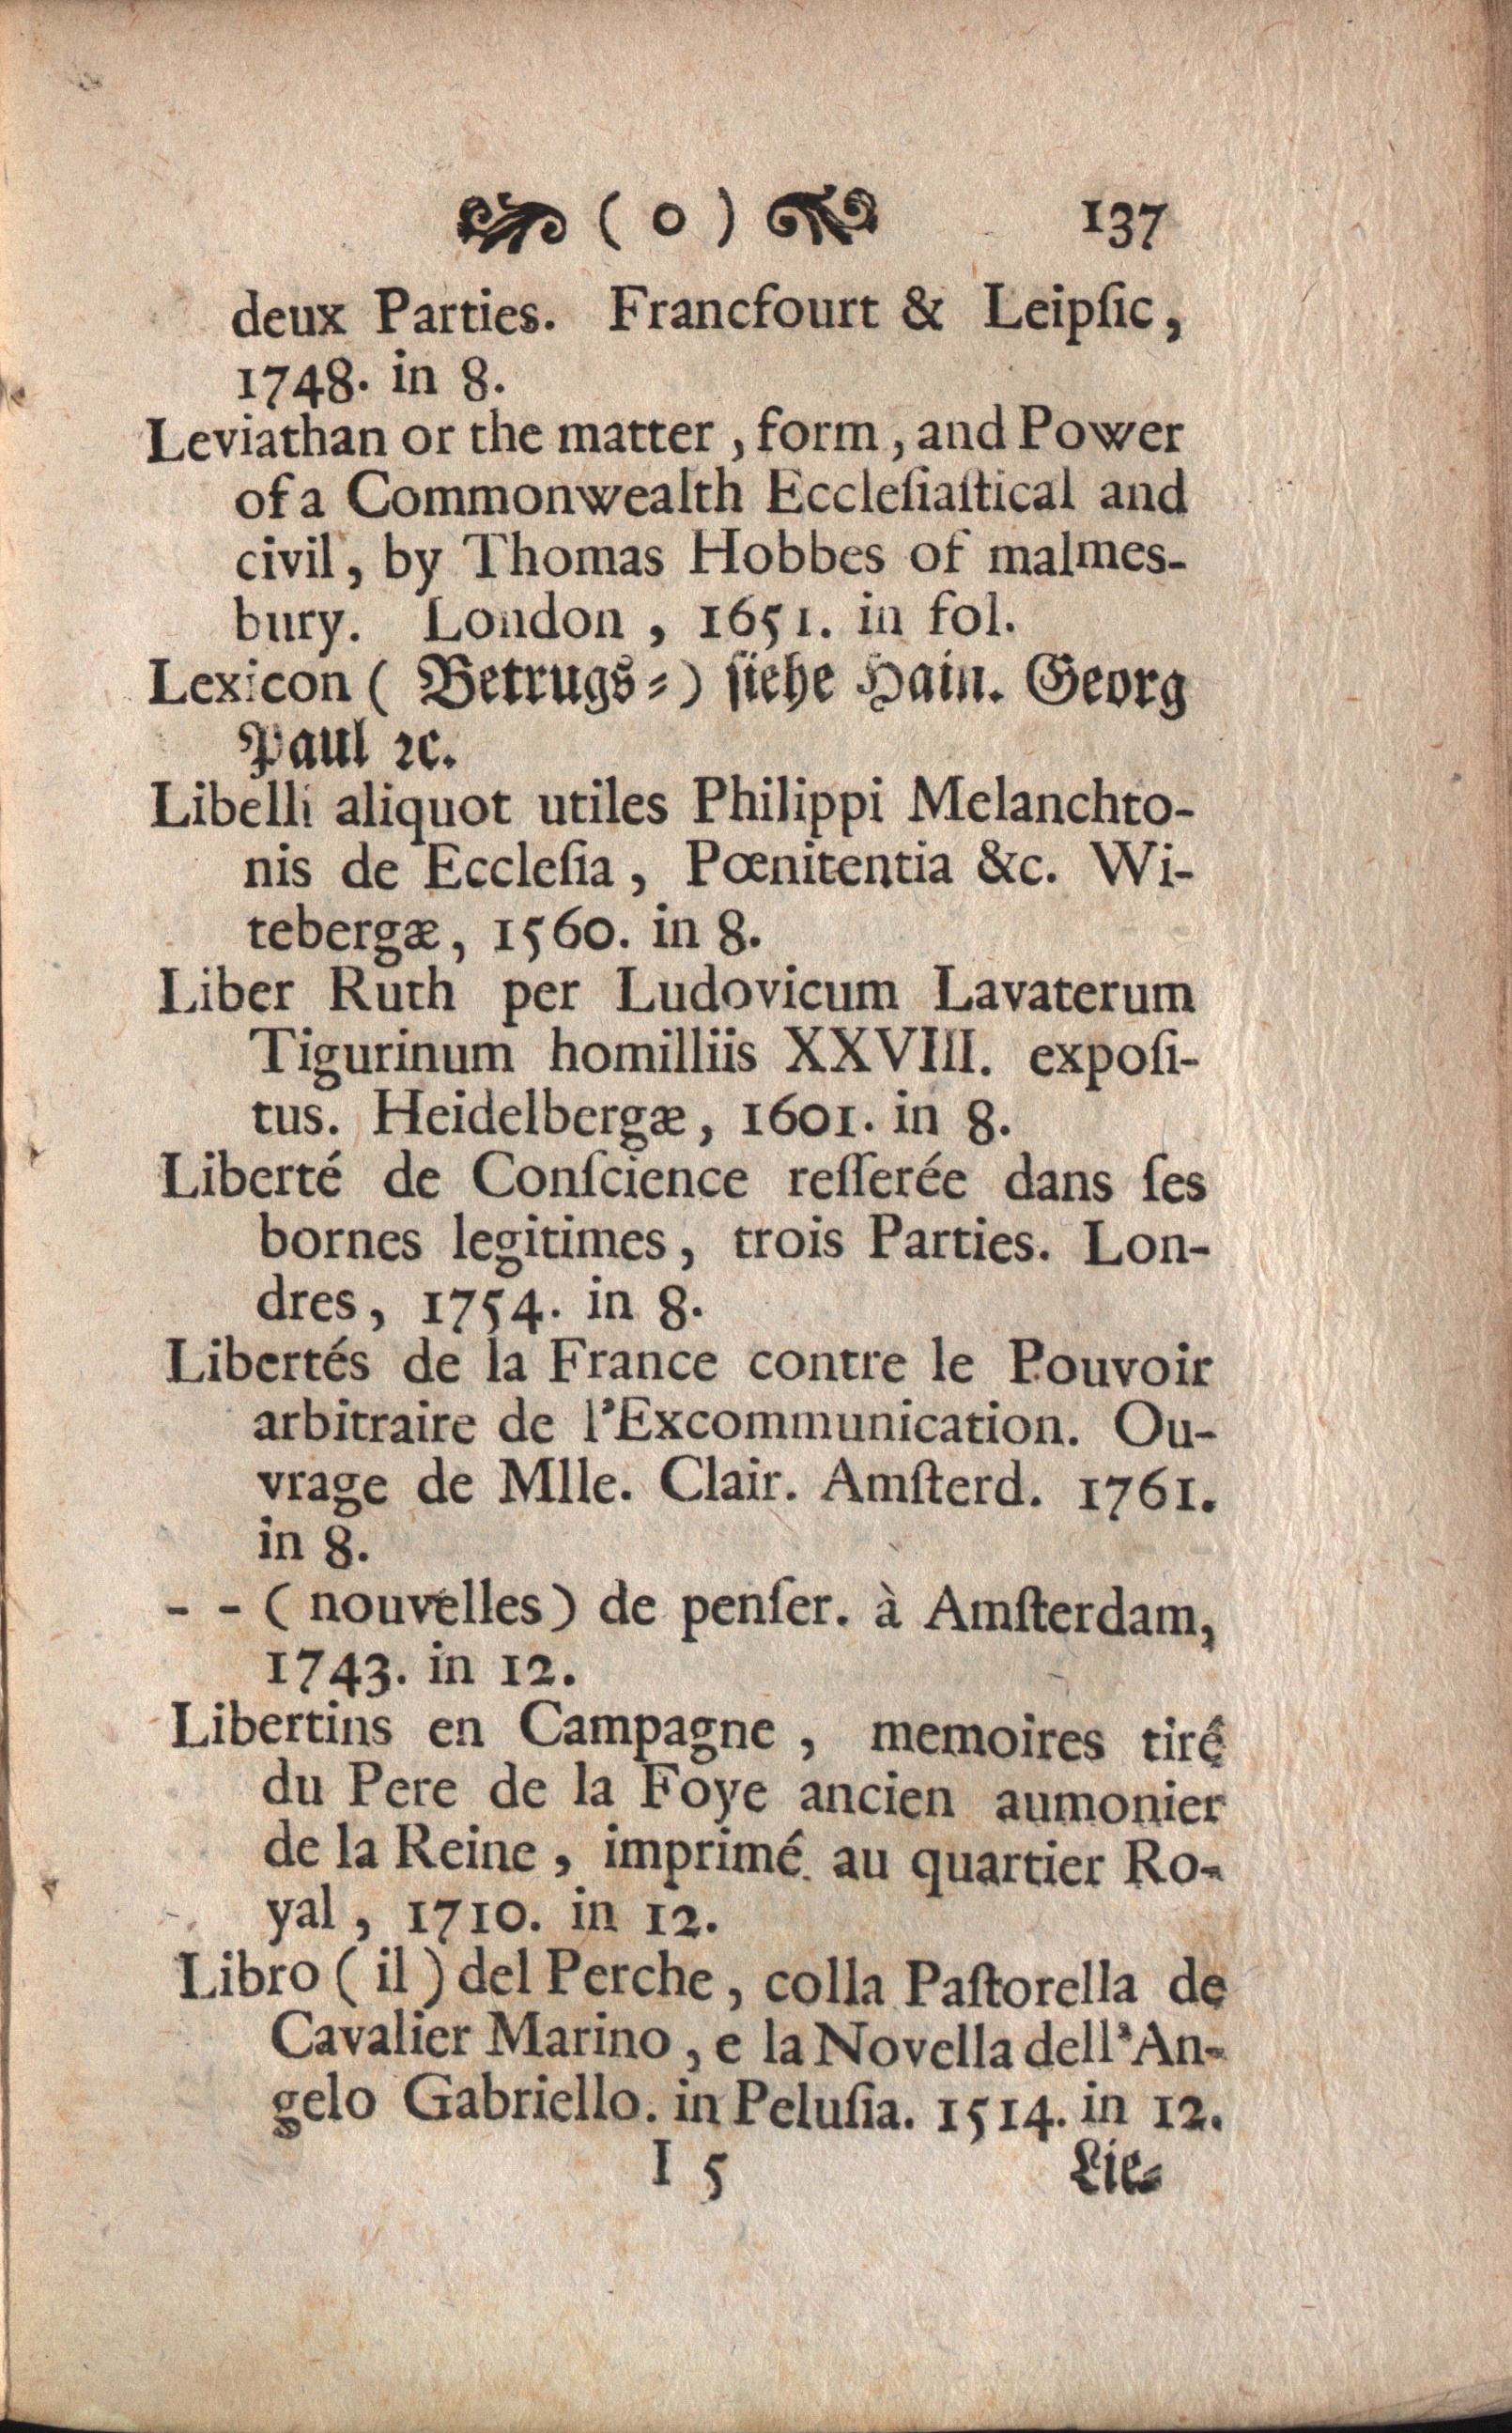 ( o ) 137
deux Parties. Francfourt & Leipſic,
1748. in 8.
Leviathan or the matter, form, and Power
of a Commonwealth Eccleſiaſtical and
civil, by Thomas Hobbes of malmes-
bury. London, 1651. in fol.
Lexicon (Betrugs⸗) ſiehe Hain. Georg
Paul ꝛc.
Libelli aliquot utiles Philippi Melanchto-
nis de Eccleſia, Pœnitentia &c. Wi-
tebergæ, 1560. in 8.
Liber Ruth per Ludovicum Lavaterum
Tigurinum homilliis XXVIII. expoſi-
tus. Heidelbergæ, 1601. in 8.
Liberté de Conſcience reſſerée dans ſes
bornes legitimes, trois Parties. Lon-
dres, 1754. in 8.
Libertés de la France contre le Pouvoir
arbitraire de l'Excommunication. Ou-
vrage de Mlle. Clair. Amſterd. 1761.
in 8.
- - (nouvelles) de penſer. à Amſterdam,
1743. in 12.
Libertins en Campagne, memoires tiré
du Pere de la Foye ancien aumonier
de la Reine, imprimé au quartier Ro-
yal, 1710. in 12.
Libro (il) del Perche, colla Paſtorella de
Cavalier Marino, e la Novella dell'An-
gelo Gabriello. in Peluſia. 1514. in 12.
I 5 Lie⸗